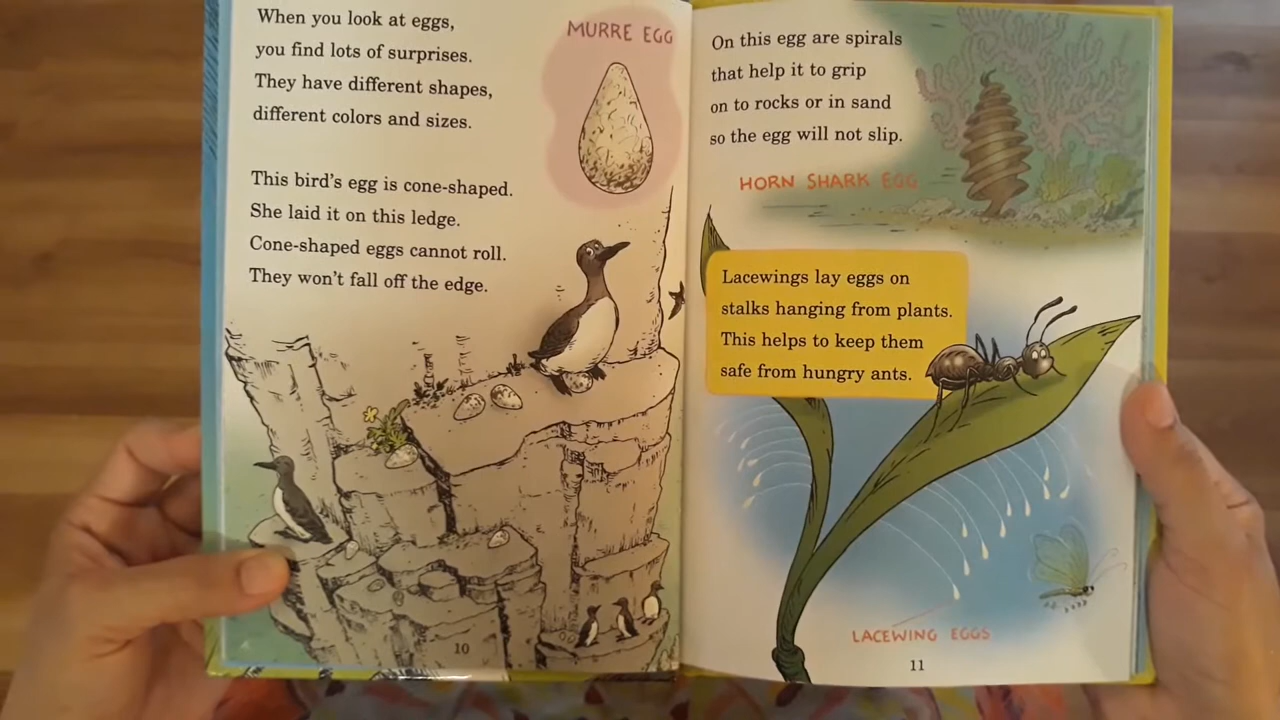 When you look at eggs,
you find lots of surprises.
They have different shapes,
different colors and sizes.
This bird's egg is cone-shaped.
She laid it on this ledge.
Cone-shaped eggs cannot roll.
They won't fall off the edge.
MURRE EGG
10
On this egg are spirals
that help it to grip
on to rocks or in sand
so the egg will not slip.
HORN SHARK EGG
Lacewings lay eggs on
stalks hanging from plants.
This helps to keep them
safe from hungry ants.
LACEWING EGGS
11